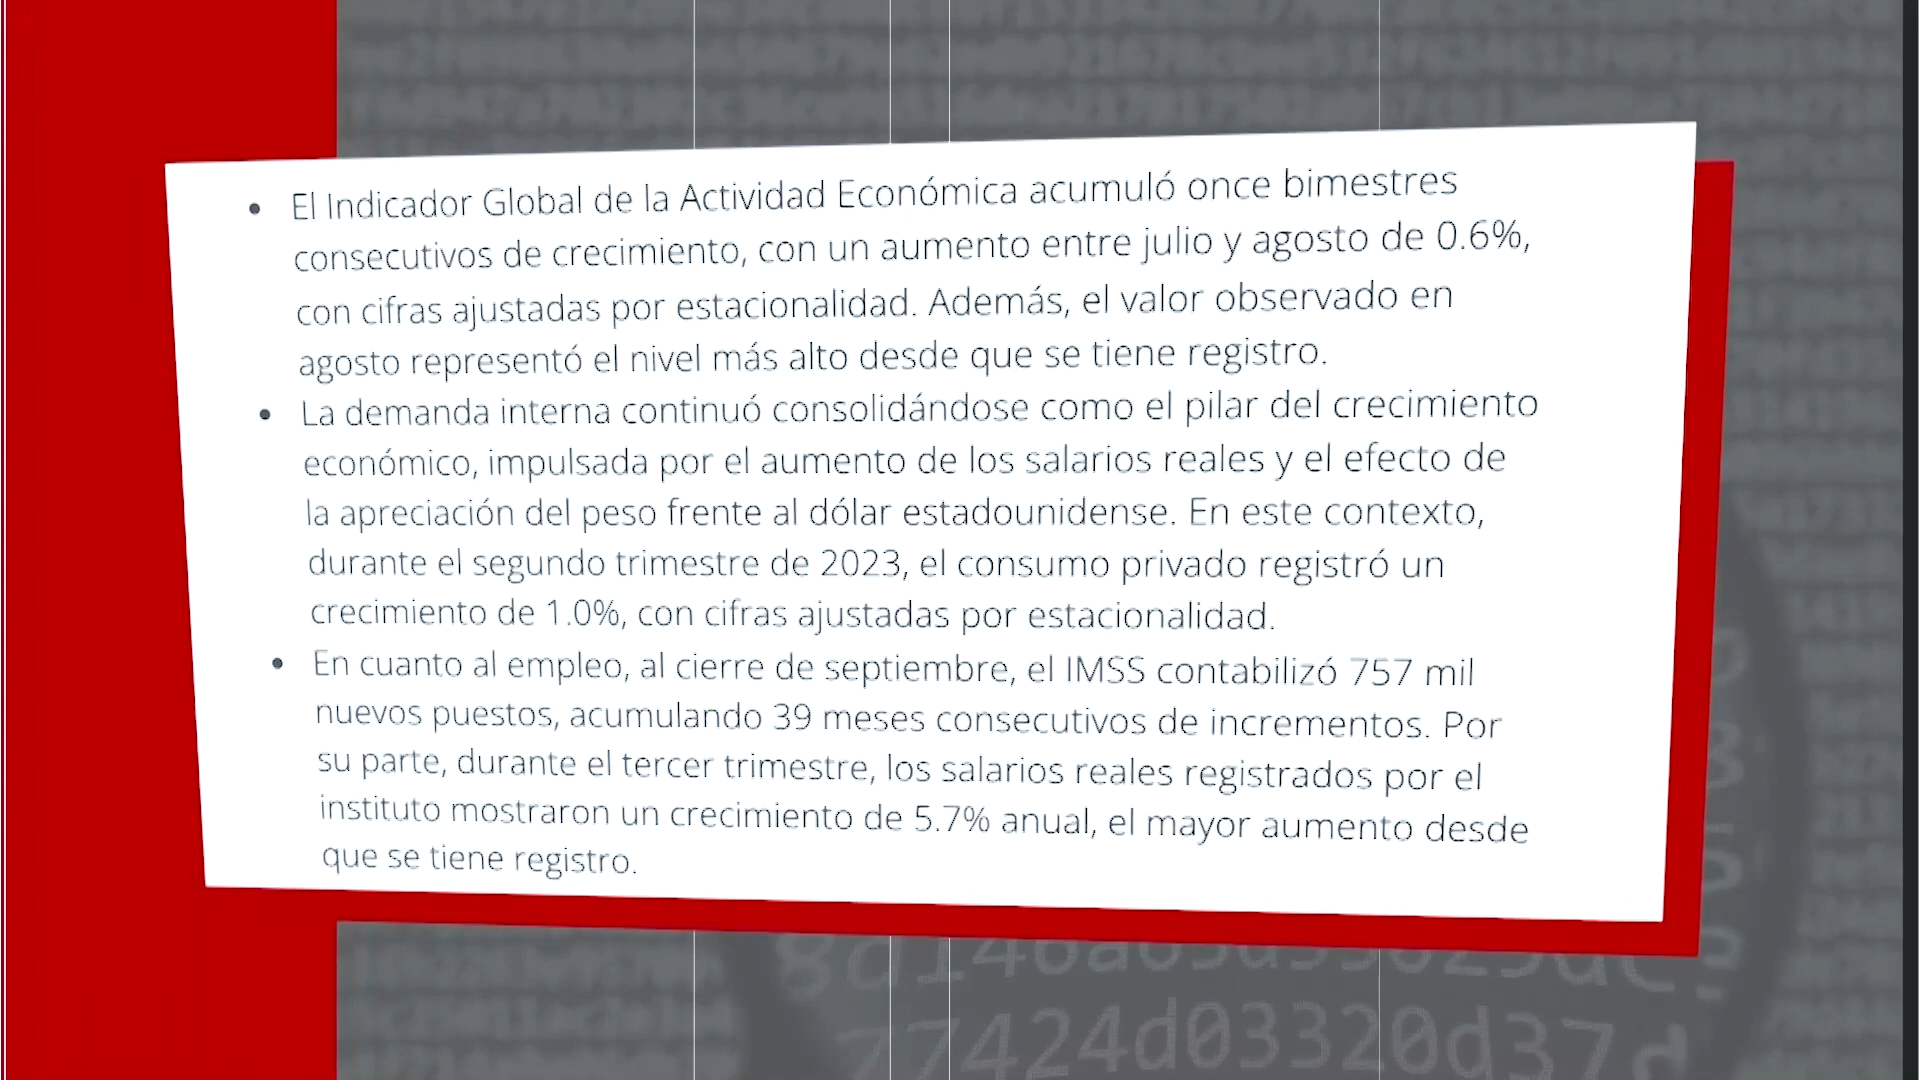 • El Indicador Global de la Actividad Económica acumuló once bimestres
consecutivos de crecimiento, con un aumento entre julio y agosto de 0.6%,
con cifras ajustadas por estacionalidad. Además, el valor observado en
agosto representó el nivel más alto desde que se tiene registro.
• La demanda interna continuó consolidándose como el pilar del crecimiento
económico, impulsada por el aumento de los salarios reales y el efecto de
la apreciación del peso frente al dólar estadounidense. En este contexto,
durante el segundo trimestre de 2023, el consumo privado registró un
crecimiento de 1.0%, con cifras ajustadas por estacionalidad.
• En cuanto al empleo, al cierre de septiembre, el IMSS contabilizó 757 mil
nuevos puestos, acumulando 39 meses consecutivos de incrementos. Por
su parte, durante el tercer trimestre, los salarios reales registrados por el
instituto mostraron un crecimiento de 5.7% anual, el mayor aumento desde
que se tiene registro.
77424d03320d37d